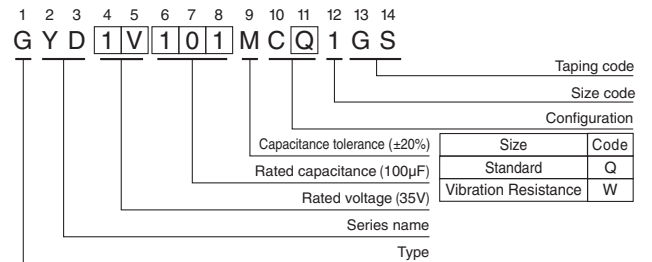 1 2 3 4 5 6 7 8 9 10 11 12 13 14
G Y D 1 V 1 0 1 M C Q 1 G S
Taping code
Size code
Configuration
Capacitance tolerance (±20%)
Rated capacitance (100µF)
Rated voltage (35V)
Series name
Type
Size Code
Standard Q
Vibration Resistance W